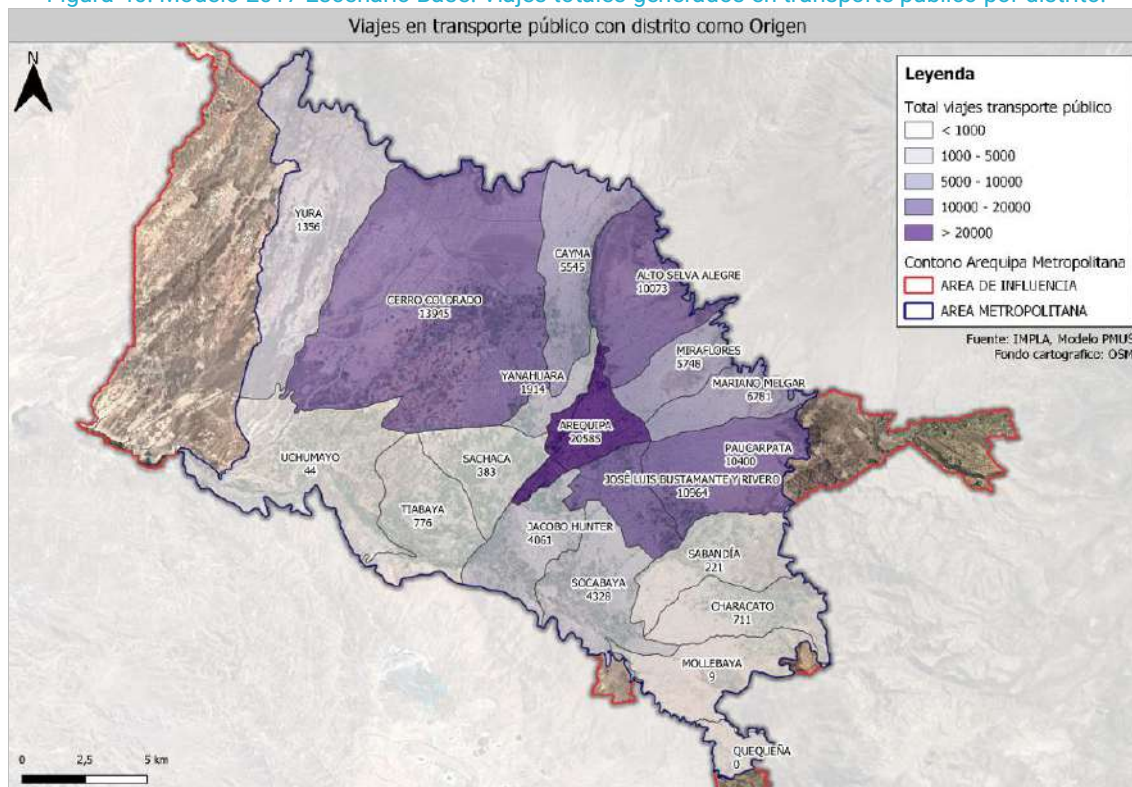 Viajes en transporte público con distrito como Origen
N
Leyenda
Total viajes transporte público
< 1000
1000 - 5000
5000 - 10000
10000 - 20000
> 20000
Contono Arequipa Metropolitana
AREA DE INFLUENCIA
AREA METROPOLITANA
Fuente: IMPLA, Modelo PMUS
Fondo cartografico: OSM
YURA
1356
CAYMA
5545
ALTO SELVA ALEGRE
10073
CERRO COLORADO
13945
MIRAFLORES
5748
YANAHUARA
1914
MARIANO MELGAR
6781
AREQUIPA
20585
PAUCARPATA
10400
UCHUMAYO
44
SACHACA
383
JOSÉ LUIS BUSTAMANTE Y RIVERO
10964
TIABAYA
776
JACOBO HUNTER
4061
SABANDÍA
221
SOCABAYA
4328
CHARACATO
711
MOLLEBAYA
9
QUEQUEÑA
0
0 2,5 5 km